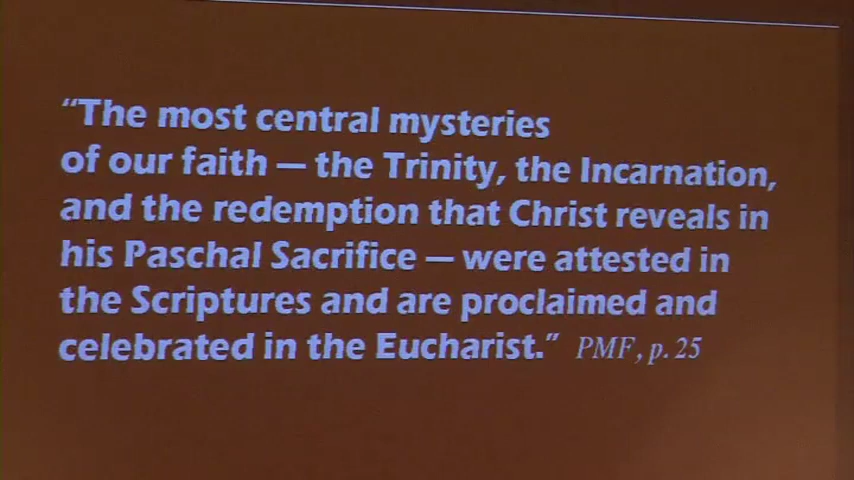 “The most central mysteries
of our faith — the Trinity, the Incarnation,
and the redemption that Christ reveals in
his Paschal Sacrifice — were attested in
the Scriptures and are proclaimed and
celebrated in the Eucharist.” PMF, p. 25